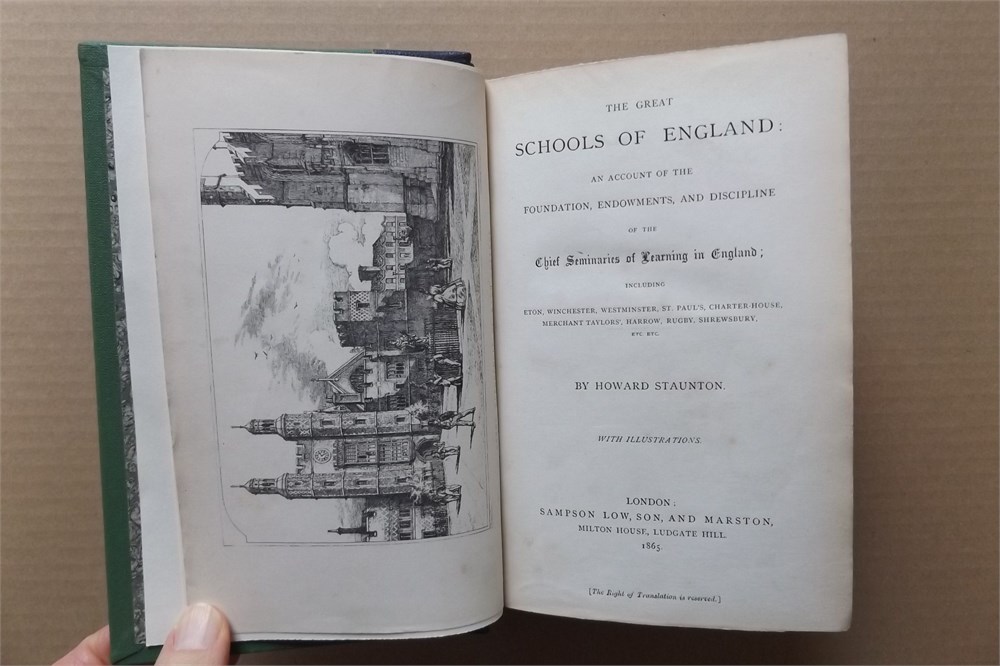 THE GREAT
SCHOOLS OF ENGLAND:
AN ACCOUNT OF THE
FOUNDATION, ENDOWMENTS, AND DISCIPLINE
OF THE
Chief Seminaries of Learning in England;
INCLUDING
ETON, WINCHESTER, WESTMINSTER, ST. PAUL'S, CHARTER-HOUSE,
MERCHANT TAYLORS', HARROW, RUGBY, SHREWSBURY,
ETC. ETC.
BY HOWARD STAUNTON.
WITH ILLUSTRATIONS.
LONDON:
SAMPSON LOW, SON, AND MARSTON,
MILTON HOUSE, LUDGATE HILL.
1865.
[The Right of Translation is reserved.]